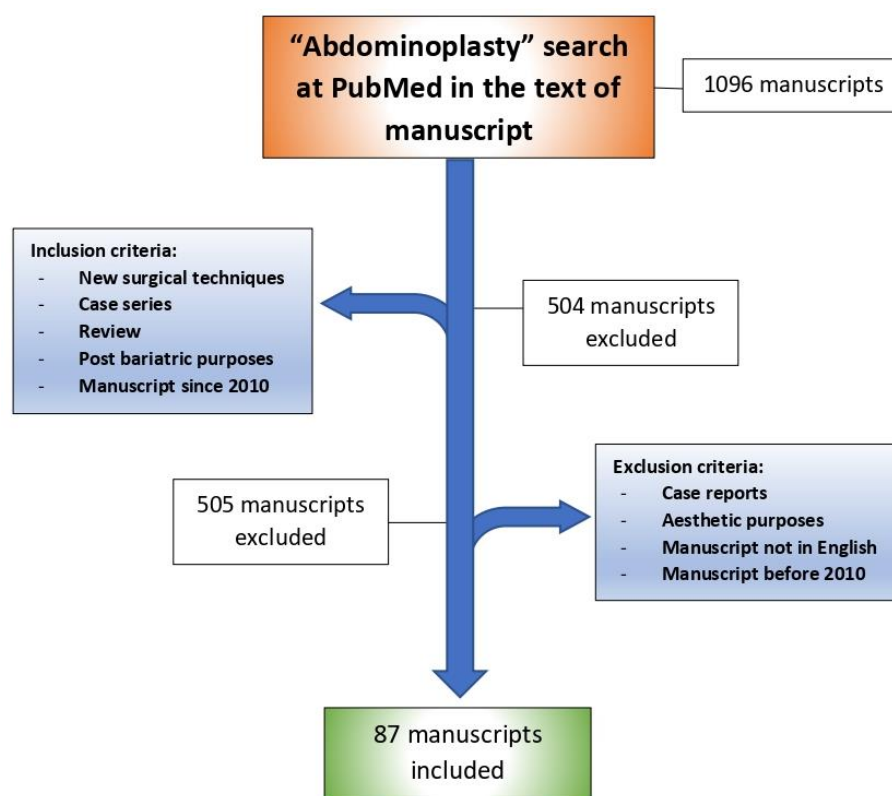 “Abdominoplasty” search
at PubMed in the text of
manuscript
1096 manuscripts
Inclusion criteria:
- New surgical techniques
- Case series
- Review
- Post bariatric purposes
- Manuscript since 2010
504 manuscripts
excluded
505 manuscripts
excluded
Exclusion criteria:
- Case reports
- Aesthetic purposes
- Manuscript not in English
- Manuscript before 2010
87 manuscripts
included